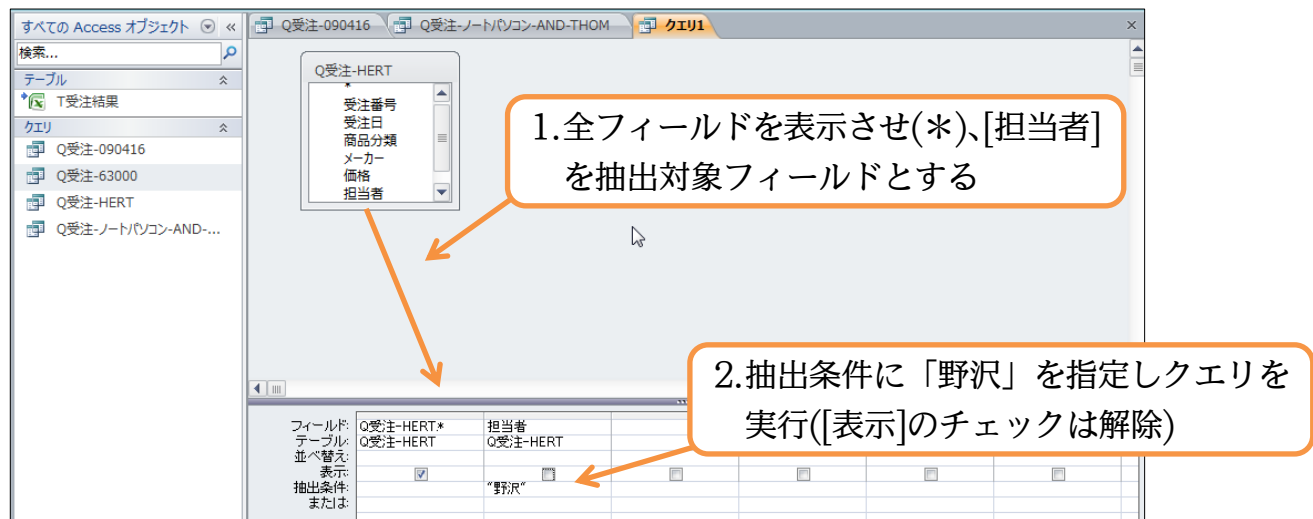 すべての Access オブジェクト
«
検索...
テーブル
T受注結果
クエリ
Q受注-090416
Q受注-63000
Q受注-HERT
Q受注-ノートパソコン-AND-...
Q受注-090416
Q受注-ノートパソコン-AND-THOM
クエリ1
×
Q受注-HERT
*
受注番号
受注日
商品分類
メーカー
価格
担当者
1.全フィールドを表示させ(＊)、[担当者]
を抽出対象フィールドとする
2.抽出条件に「野沢」を指定しクエリを
実行([表示]のチェックは解除)
フィールド: Q受注-HERT.* 担当者
テーブル: Q受注-HERT Q受注-HERT
並べ替え:
表示:
抽出条件: "野沢"
または: